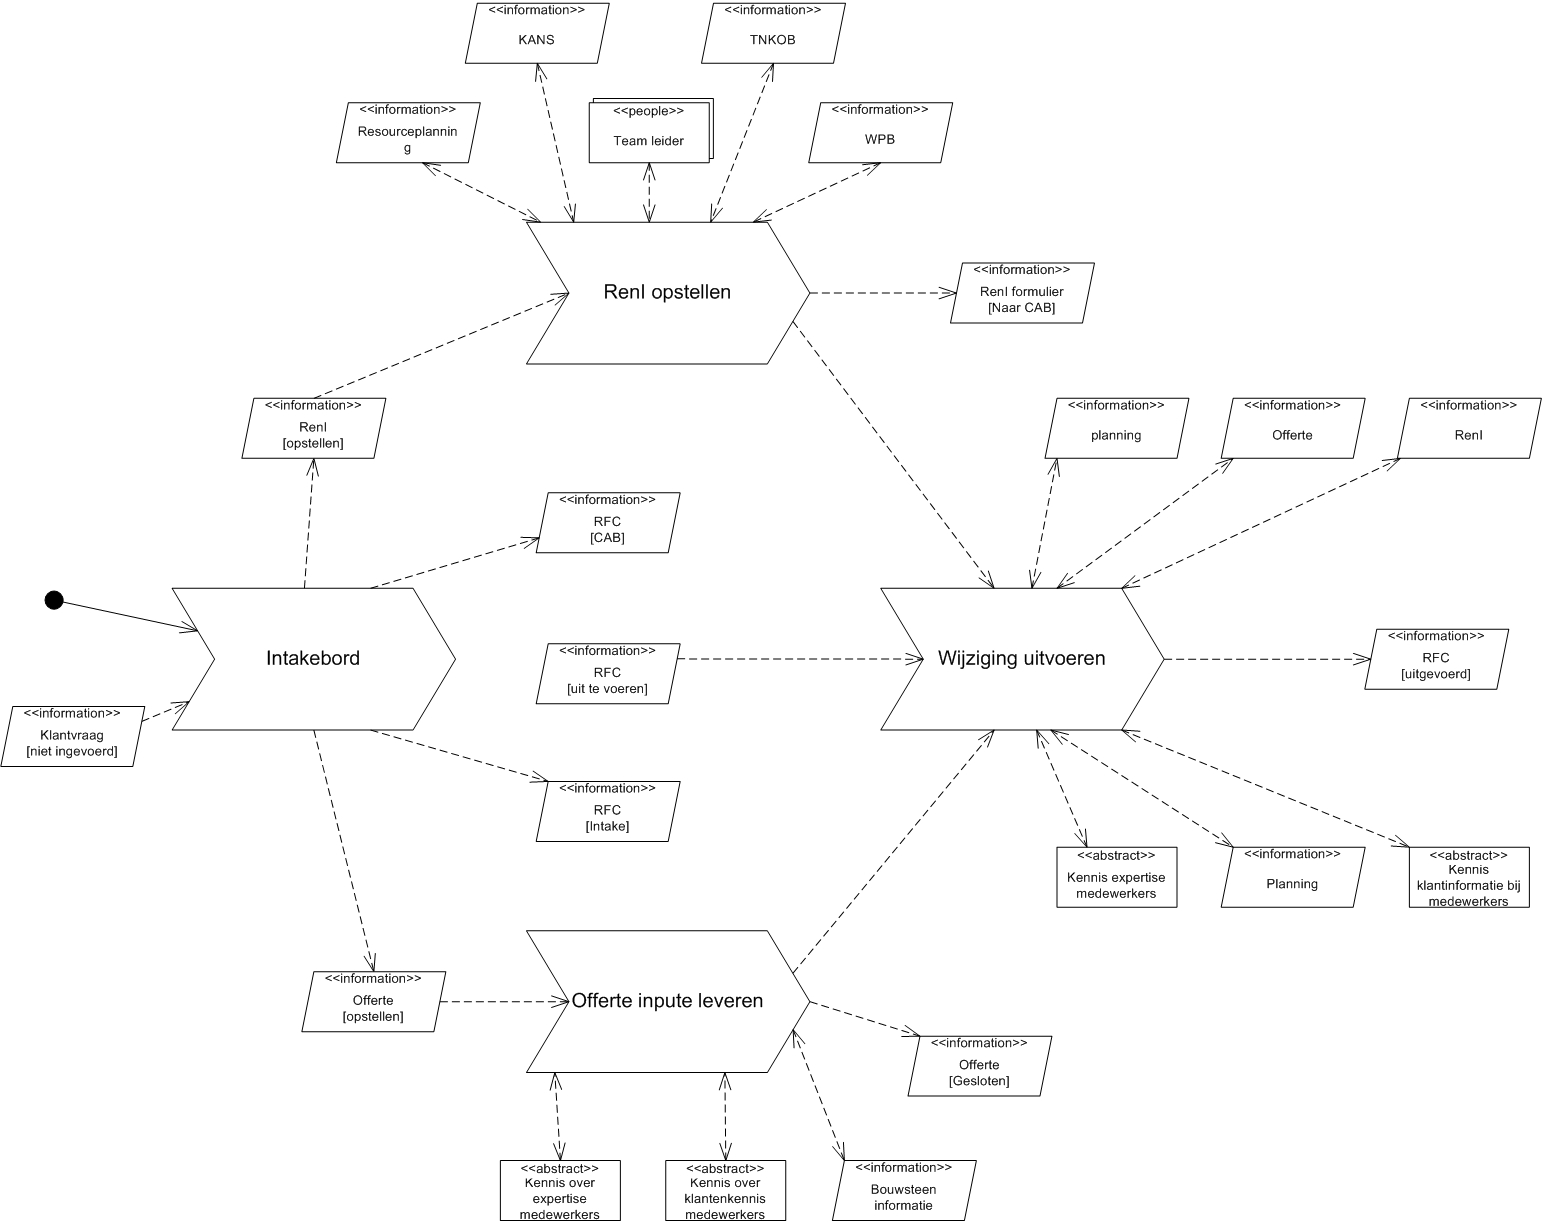 <<information>>
KANS
<<information>>
TNKOB
<<information>>
Resourceplannin
g
<<people>>
Team leider
<<information>>
WPB
RenI opstellen
<<information>>
RenI formulier
[Naar CAB]
<<information>>
RenI
[opstellen]
<<information>>
planning
<<information>>
Offerte
<<information>>
RenI
<<information>>
RFC
[CAB]
Intakebord
<<information>>
RFC
[uit te voeren]
Wijziging uitvoeren
<<information>>
RFC
[uitgevoerd]
<<information>>
Klantvraag
[niet ingevoerd]
<<information>>
RFC
[Intake]
<<abstract>>
Kennis expertise
medewerkers
<<information>>
Planning
<<abstract>>
Kennis
klantinformatie bij
medewerkers
<<information>>
Offerte
[opstellen]
Offerte inpute leveren
<<information>>
Offerte
[Gesloten]
<<abstract>>
Kennis over
expertise
medewerkers
<<abstract>>
Kennis over
klantenkennis
medewerkers
<<information>>
Bouwsteen
informatie